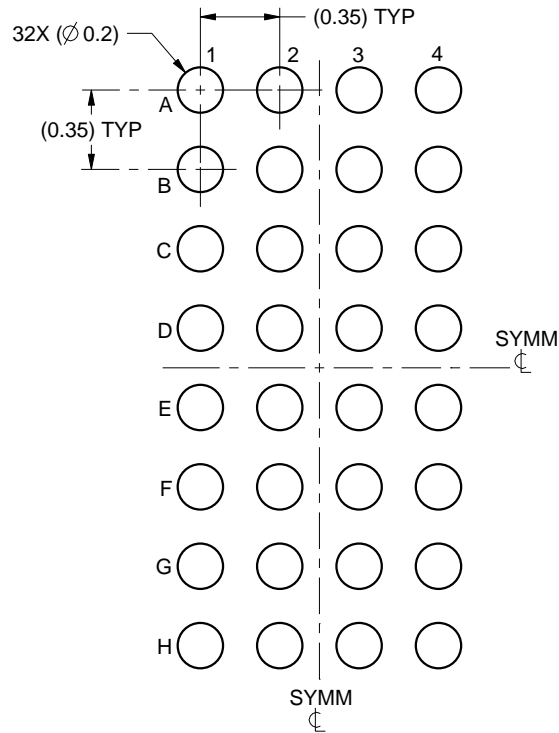 (0.35) TYP
32X (∅ 0.2)
1 2 3 4
A
(0.35) TYP
B
C
D
SYMM
℄
E
F
G
H
SYMM
℄